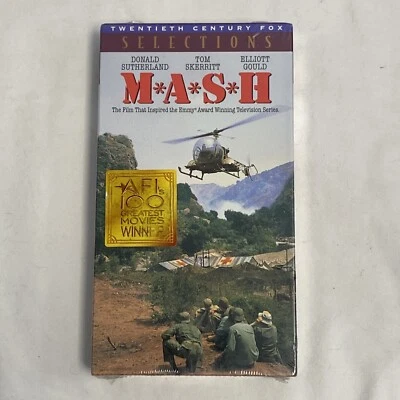 TWENTIETH CENTURY FOX
SELECTIONS
DONALD SUTHERLAND
TOM SKERRITT
ELLIOTT GOULD
M*A*S*H
The Film That Inspired the Emmy® Award Winning Television Series.
AFI's
100
GREATEST
MOVIES
WINNER